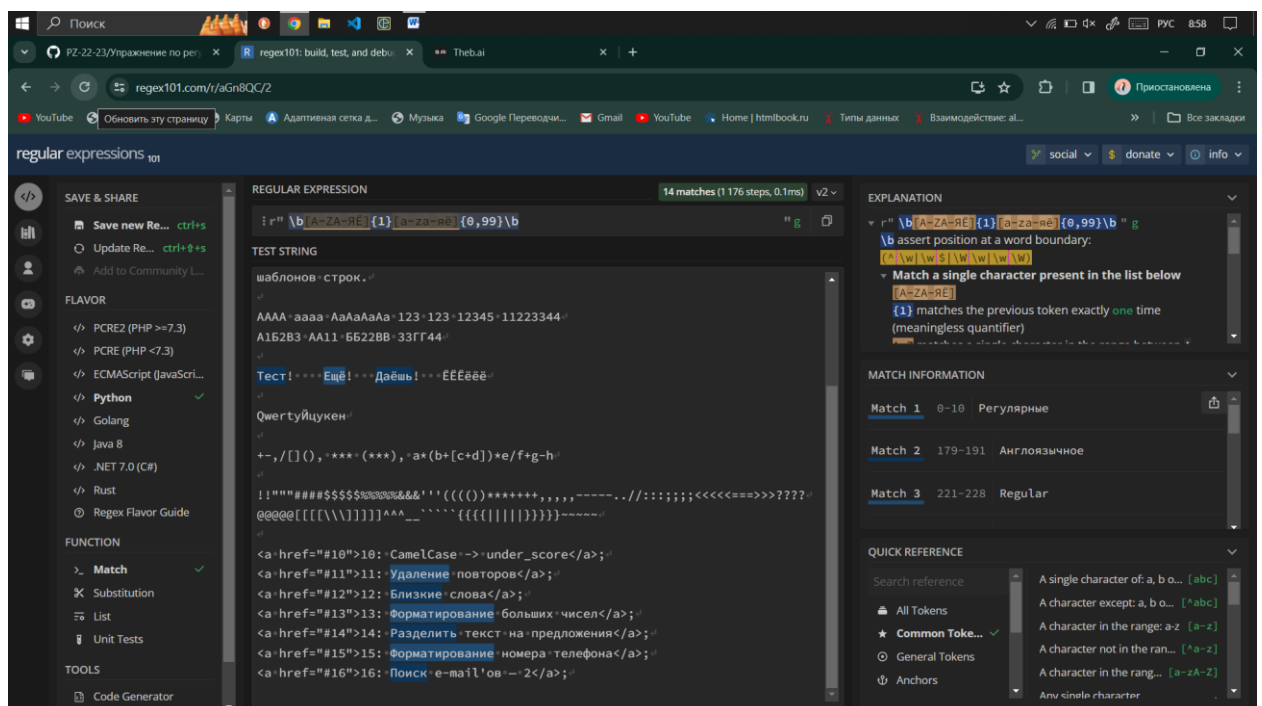 Поиск
РУС 8:58
PZ-22-23/Упражнение по рег
regex101: build, test, and debu
Theb.ai
regex101.com/r/aGn8QC/2
Приостановлена
YouTube
Обновить эту страницу
Карты
Адаптивная сетка д...
Музыка
Google Переводчи...
Gmail
YouTube
Home | htmlbook.ru
Типы данных
Взаимодействие: al...
»
Все закладки
regular expressions 101
social
$ donate
info
SAVE & SHARE
Save new Re... ctrl+s
Update Re... ctrl+⇧+s
Add to Community L...
FLAVOR
</> PCRE2 (PHP >=7.3)
</> PCRE (PHP <7.3)
</> ECMAScript (JavaScri...
</> Python
</> Golang
</> Java 8
</> .NET 7.0 (C#)
</> Rust
Regex Flavor Guide
FUNCTION
>_ Match
Substitution
List
Unit Tests
TOOLS
Code Generator
REGULAR EXPRESSION
14 matches (1 176 steps, 0.1ms)
v2
r" \b[A-ZА-ЯЁ]{1}[a-zа-яё]{0,99}\b " g
TEST STRING
шаблонов строк.
AAAA aaaa AaAaAaAa 123 123 12345 11223344
А1Б2В3 АА11 ББ22ВВ 33ГГ44
Тест! Ещё! Даёшь! ЁЁЁёёё
QwertyЙцукен
+-,/[](), *** (***), a*(b+[c+d])*e/f+g-h
!!"""####$$$$$%%%%%&&&'''(((())***++++,,,,,-----..//:::;;;;<<<<<===>>>????
@@@@@[[[[\\\]]]]]^^^__`````{{{{|||||}}}}}~~~~~
<a href="#10">10: CamelCase -> under_score</a>;
<a href="#11">11: Удаление повторов</a>;
<a href="#12">12: Близкие слова</a>;
<a href="#13">13: Форматирование больших чисел</a>;
<a href="#14">14: Разделить текст на предложения</a>;
<a href="#15">15: Форматирование номера телефона</a>;
<a href="#16">16: Поиск e-mail'ов — 2</a>;
EXPLANATION
r" \b[A-ZА-ЯЁ]{1}[a-zа-яё]{0,99}\b " g
\b assert position at a word boundary:
(^\w|\w$|\W\w|\w\W)
Match a single character present in the list below
[A-ZА-ЯЁ]
{1} matches the previous token exactly one time
(meaningless quantifier)
MATCH INFORMATION
Match 1 0-10 Регулярные
Match 2 179-191 Англоязычное
Match 3 221-228 Regular
QUICK REFERENCE
Search reference
All Tokens
Common Toke...
General Tokens
Anchors
A single character of: a, b o... [abc]
A character except: a, b o... [^abc]
A character in the range: a-z [a-z]
A character not in the ran... [^a-z]
A character in the rang... [a-zA-Z]
Any single character